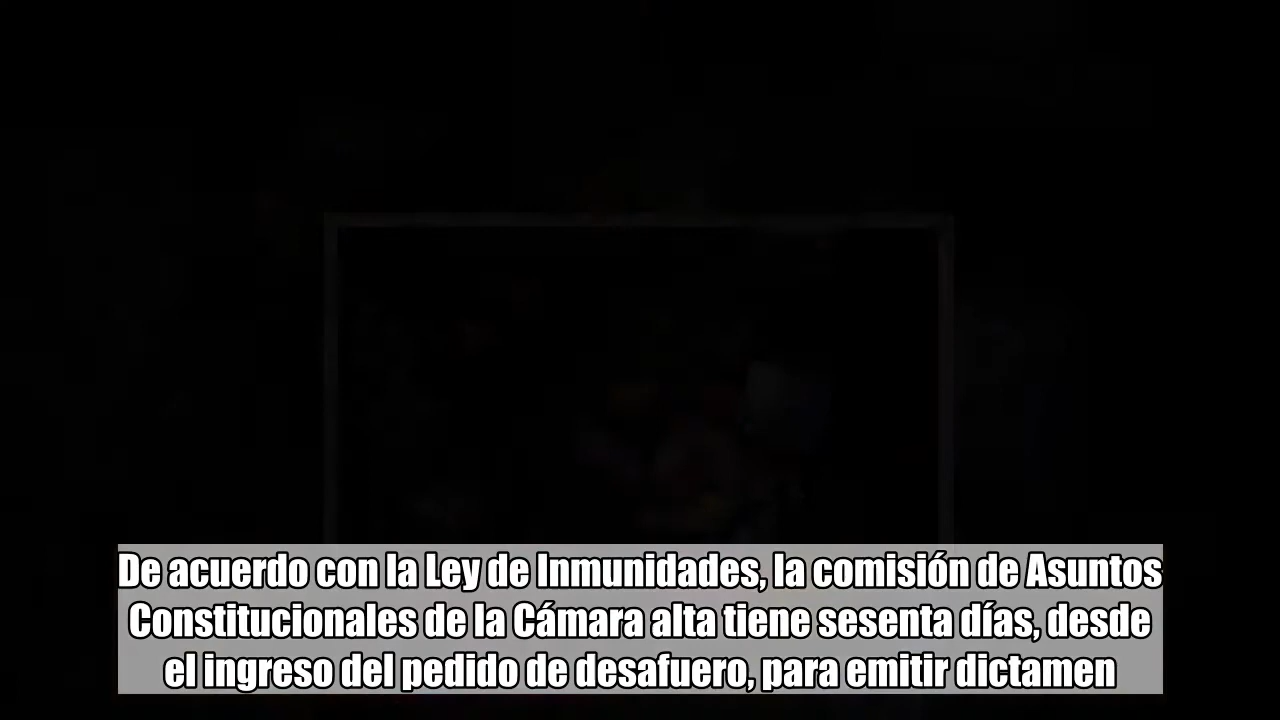 De acuerdo con la Ley de Inmunidades, la comisión de Asuntos
Constitucionales de la Cámara alta tiene sesenta días, desde
el ingreso del pedido de desafuero, para emitir dictamen